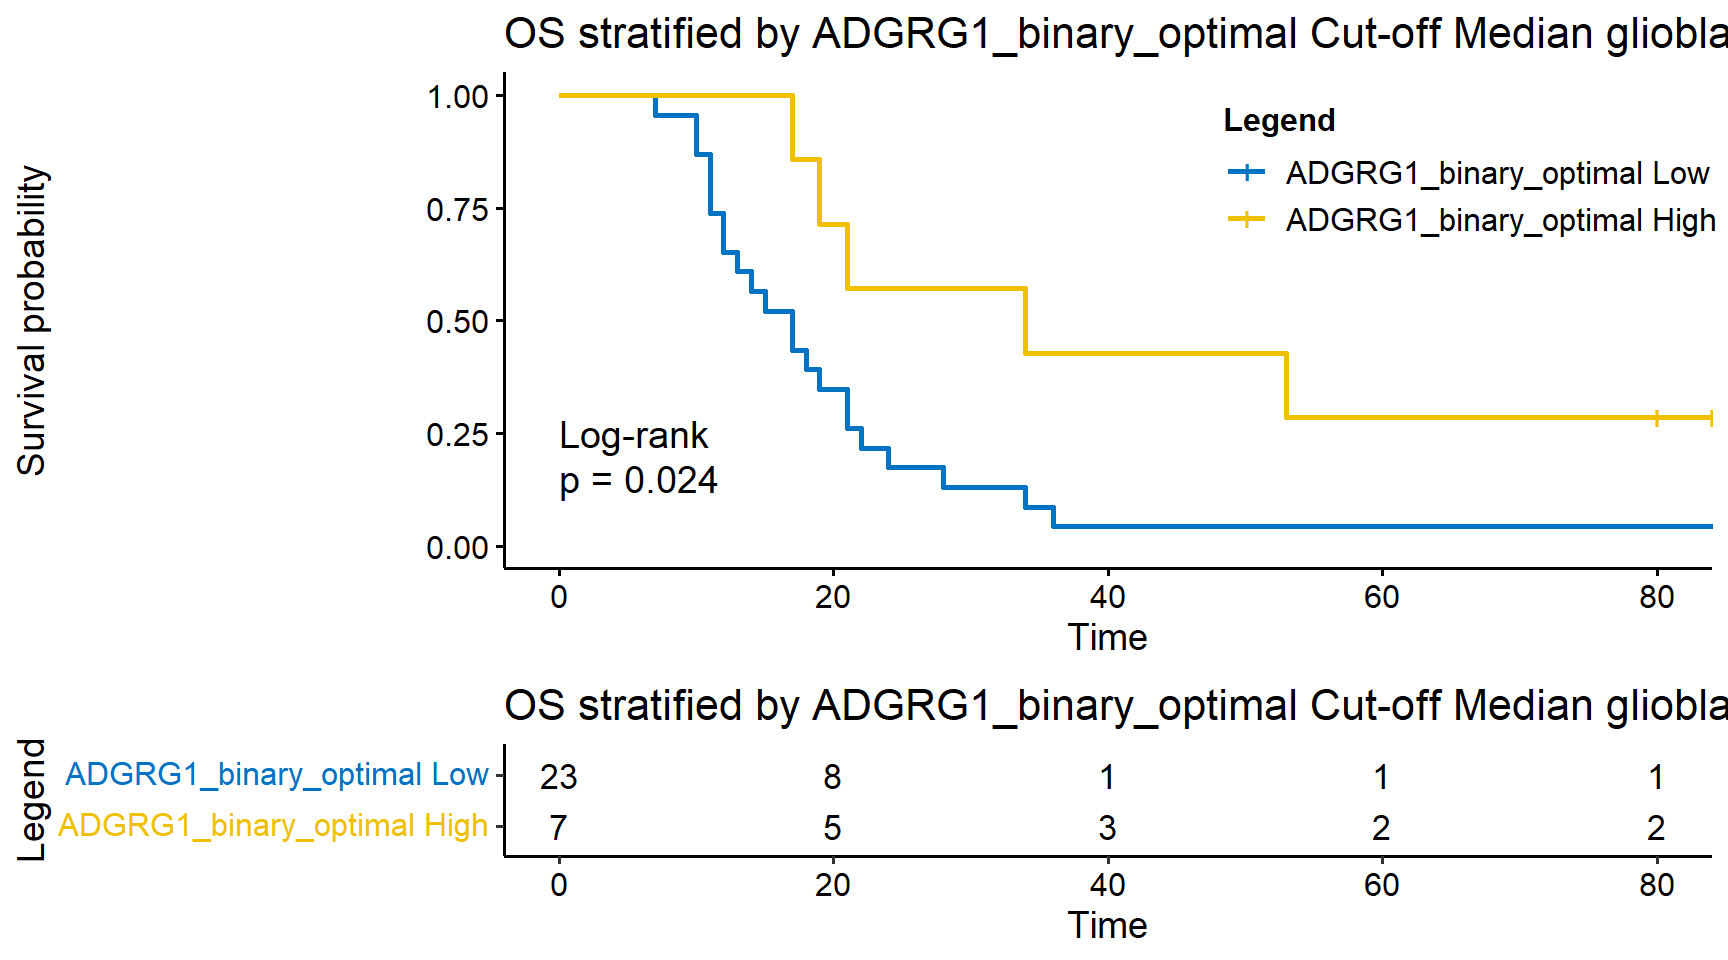 OS stratified by ADGRG1_binary_optimal Cut-off Median gliobla
Survival probability
1.00
0.75
0.50
0.25
0.00
Legend
ADGRG1_binary_optimal Low
ADGRG1_binary_optimal High
Log-rank
p = 0.024
0 20 40 60 80
Time
OS stratified by ADGRG1_binary_optimal Cut-off Median gliobla
Legend
ADGRG1_binary_optimal Low 23 8 1 1 1
ADGRG1_binary_optimal High 7 5 3 2 2
0 20 40 60 80
Time